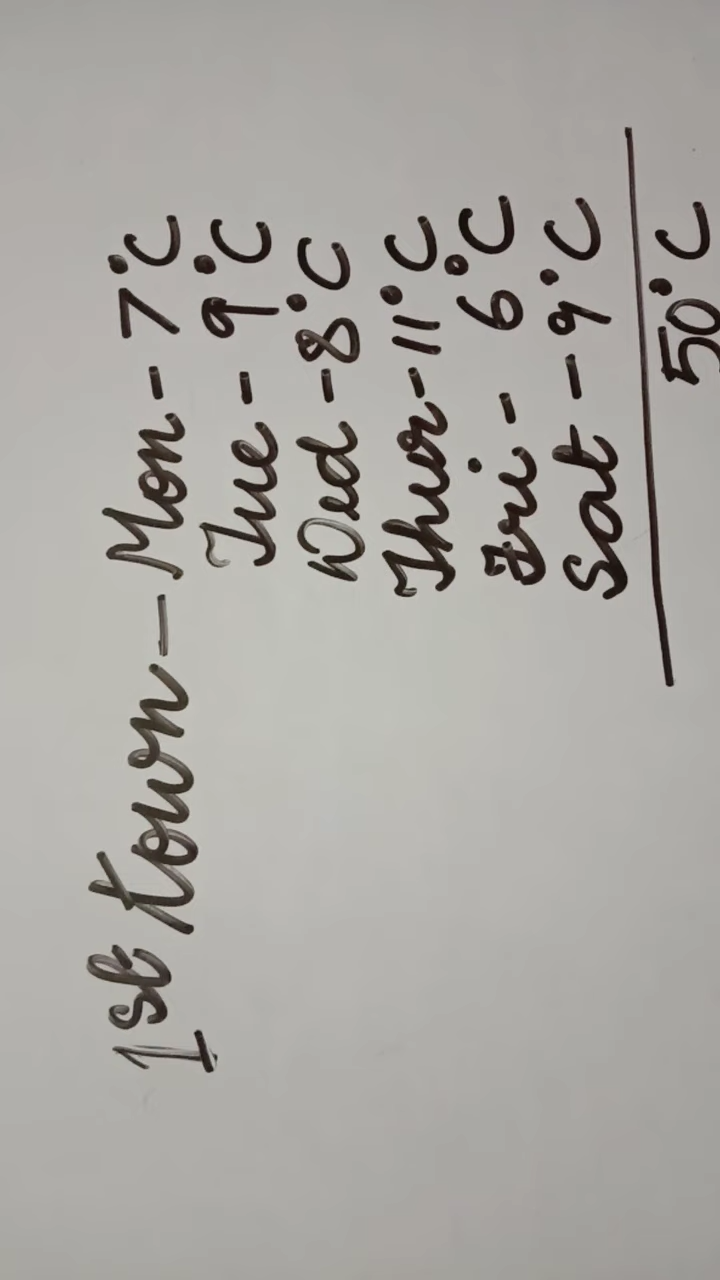 1st town - Mon - 7°C
Tue - 9°C
Wed - 8°C
Thur - 11°C
Fri - 6°C
Sat - 9°C
50°C